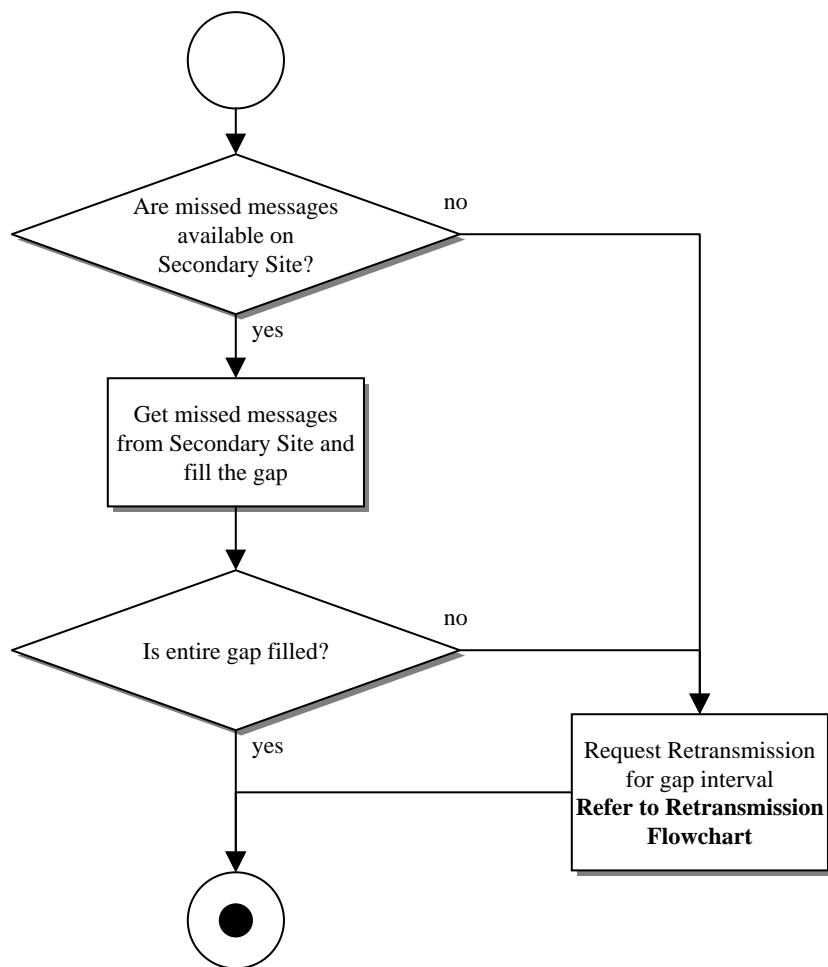 Are missed messages
available on
Secondary Site?
no
yes
Get missed messages
from Secondary Site and
fill the gap
Is entire gap filled?
no
yes
Request Retransmission
for gap interval
Refer to Retransmission
Flowchart